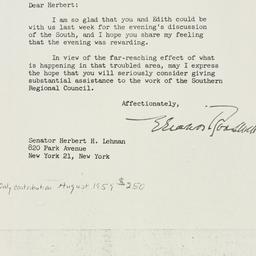 Dear Herbert:
I am so glad that you and Edith could be
with us last week for the evening's discussion
of the South, and I hope you share my feeling
that the evening was rewarding.
In view of the far-reaching effect of what
is happening in that troubled area, may I express
the hope that you will seriously consider giving
substantial assistance to the work of the Southern
Regional Council.
Affectionately,
Eleanor Roosevelt
Senator Herbert H. Lehman
820 Park Avenue
New York 21, New York
only contribution August 1957 $250